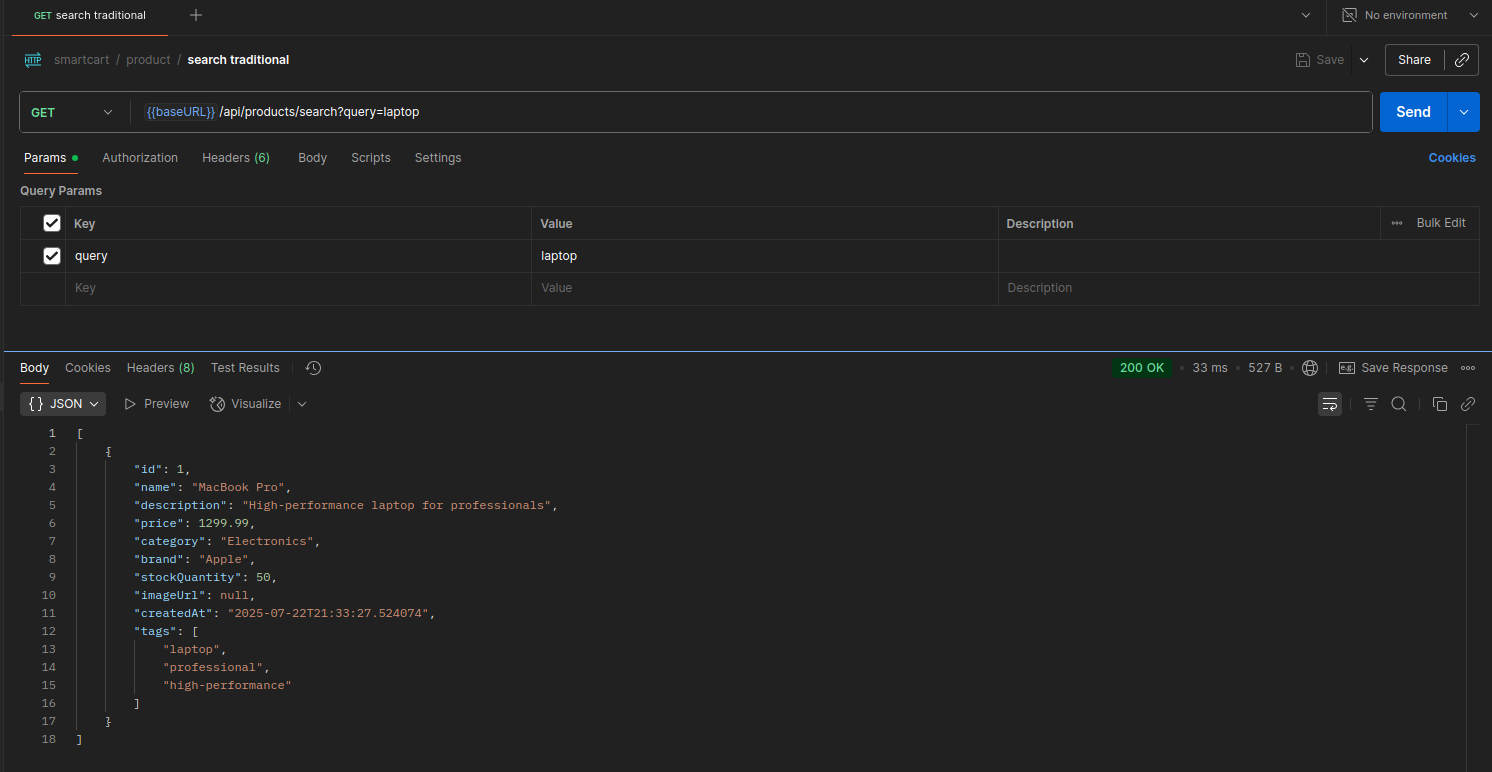 GET search traditional
No environment
HTTP smartcart / product / search traditional
Save
Share
GET {{baseURL}} /api/products/search?query=laptop
Send
Params Authorization Headers (6) Body Scripts Settings Cookies
Query Params
Key Value Description Bulk Edit
query laptop
Key Value Description
Body Cookies Headers (8) Test Results 200 OK 33 ms 527 B e.g. Save Response
{} JSON Preview Visualize
1 [
2 {
3 "id": 1,
4 "name": "MacBook Pro",
5 "description": "High-performance laptop for professionals",
6 "price": 1299.99,
7 "category": "Electronics",
8 "brand": "Apple",
9 "stockQuantity": 50,
10 "imageUrl": null,
11 "createdAt": "2025-07-22T21:33:27.524074",
12 "tags": [
13 "laptop",
14 "professional",
15 "high-performance"
16 ]
17 }
18 ]